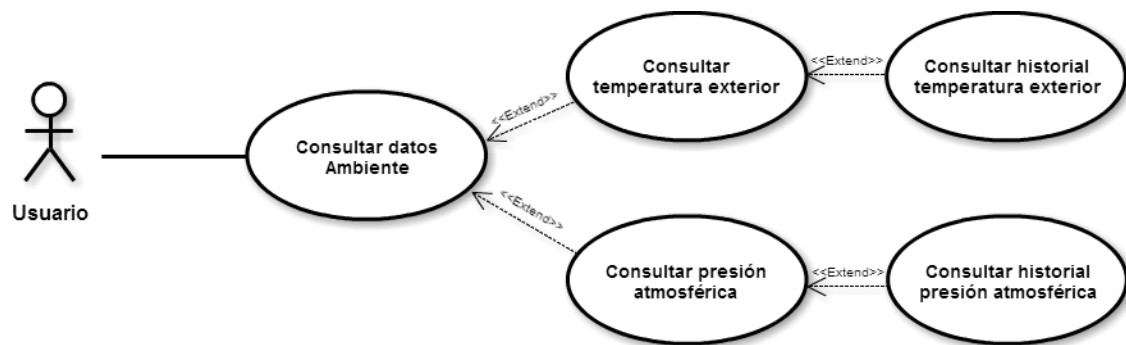 Usuario
Consultar datos
Ambiente
<<Extend>>
Consultar
temperatura exterior
<<Extend>>
Consultar historial
temperatura exterior
<<Extend>>
Consultar presión
atmosférica
<<Extend>>
Consultar historial
presión atmosférica